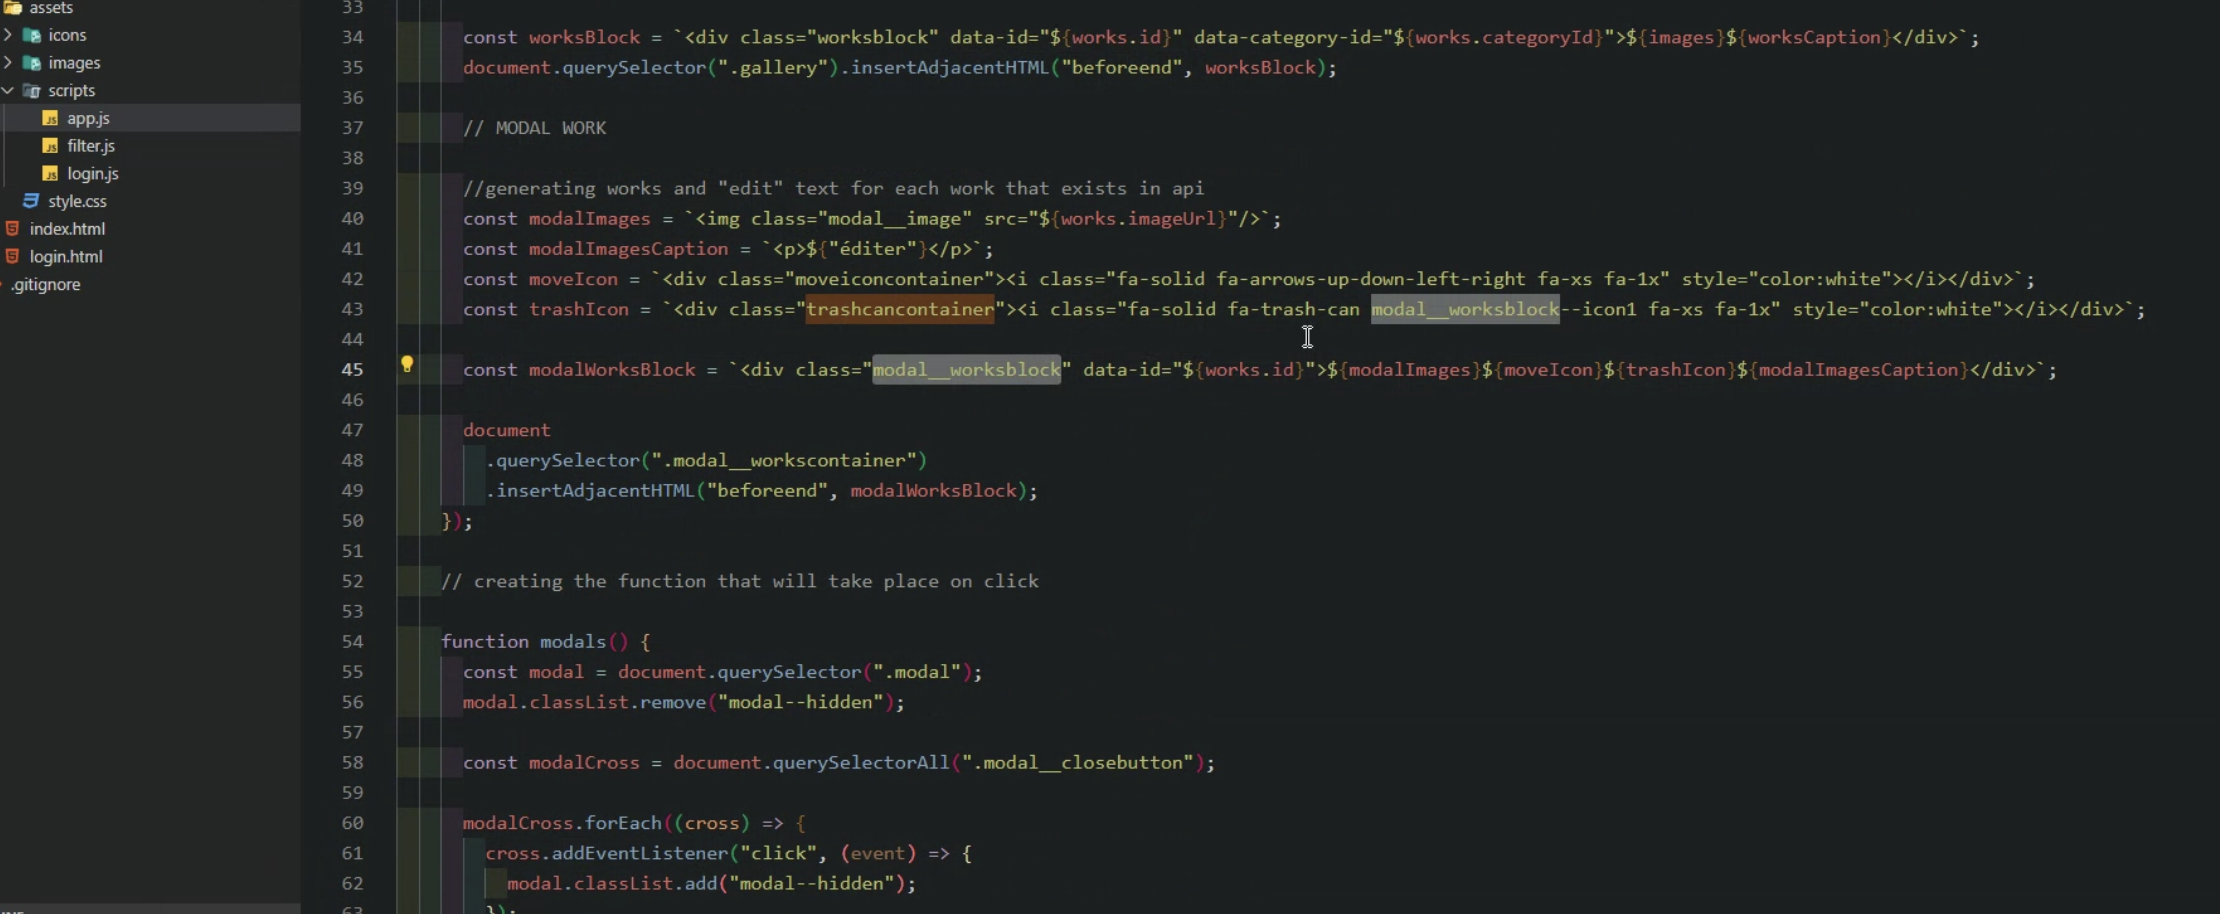 assets
icons
images
scripts
app.js
filter.js
login.js
style.css
index.html
login.html
.gitignore
33
34 const worksBlock = `<div class="worksblock" data-id="${works.id}" data-category-id="${works.categoryId}">${images}${worksCaption}</div>`;
35 document.querySelector(".gallery").insertAdjacentHTML("beforeend", worksBlock);
36
37 // MODAL WORK
38
39 //generating works and "edit" text for each work that exists in api
40 const modalImages = `<img class="modal__image" src="${works.imageUrl}"/>`;
41 const modalImagesCaption = `<p>${"éditer"}</p>`;
42 const moveIcon = `<div class="moveiconcontainer"><i class="fa-solid fa-arrows-up-down-left-right fa-xs fa-1x" style="color:white"></i></div>`;
43 const trashIcon = `<div class="trashcancontainer"><i class="fa-solid fa-trash-can modal__worksblock--icon1 fa-xs fa-1x" style="color:white"></i></div>`;
44
45 const modalWorksBlock = `<div class="modal__worksblock" data-id="${works.id}">${modalImages}${moveIcon}${trashIcon}${modalImagesCaption}</div>`;
46
47 document
48 .querySelector(".modal__workscontainer")
49 .insertAdjacentHTML("beforeend", modalWorksBlock);
50 });
51
52 // creating the function that will take place on click
53
54 function modals() {
55 const modal = document.querySelector(".modal");
56 modal.classList.remove("modal--hidden");
57
58 const modalCross = document.querySelectorAll(".modal__closebutton");
59
60 modalCross.forEach((cross) => {
61 cross.addEventListener("click", (event) => {
62 modal.classList.add("modal--hidden");
63 });